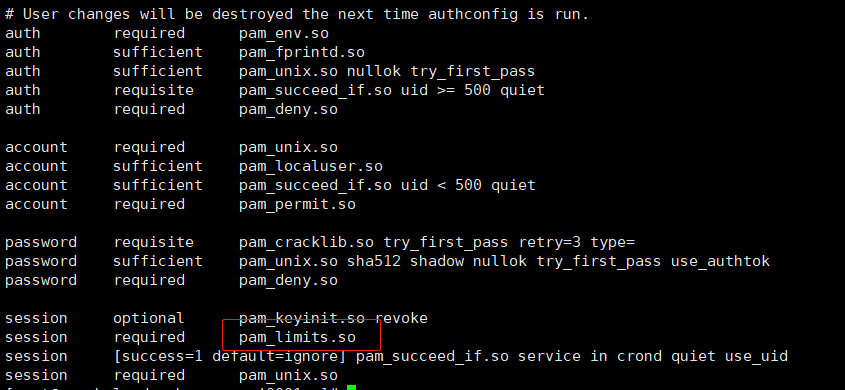 # User changes will be destroyed the next time authconfig is run.
auth        required      pam_env.so
auth        sufficient    pam_fprintd.so
auth        sufficient    pam_unix.so nullok try_first_pass
auth        requisite     pam_succeed_if.so uid >= 500 quiet
auth        required      pam_deny.so

account     required      pam_unix.so
account     sufficient    pam_localuser.so
account     sufficient    pam_succeed_if.so uid < 500 quiet
account     required      pam_permit.so

password    requisite     pam_cracklib.so try_first_pass retry=3 type=
password    sufficient    pam_unix.so sha512 shadow nullok try_first_pass use_authtok
password    required      pam_deny.so

session     optional      pam_keyinit.so revoke
session     required      pam_limits.so
session     [success=1 default=ignore] pam_succeed_if.so service in crond quiet use_uid
session     required      pam_unix.so